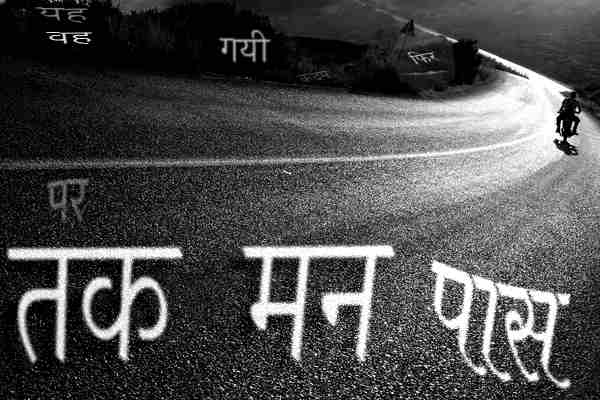 यह
वह
गयी
फिर
पर
तक मन पास